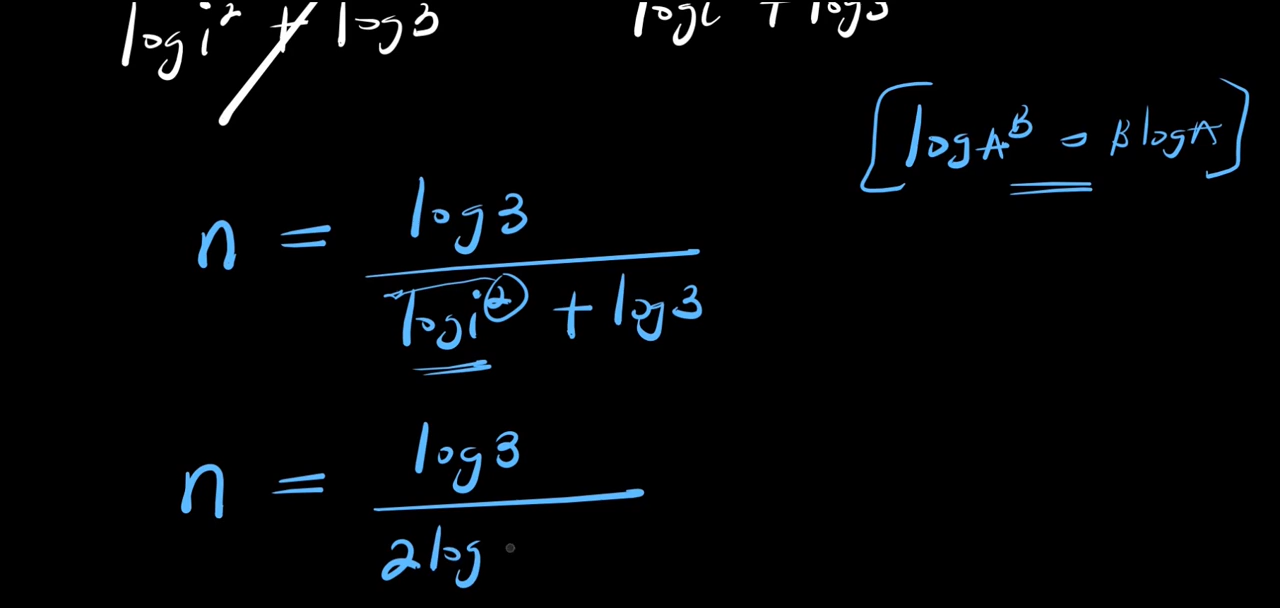 log i² + log 3
log i + log 3
[log A^B = B log A]
n = log 3 / (log i² + log 3)
n = log 3 / 2 log